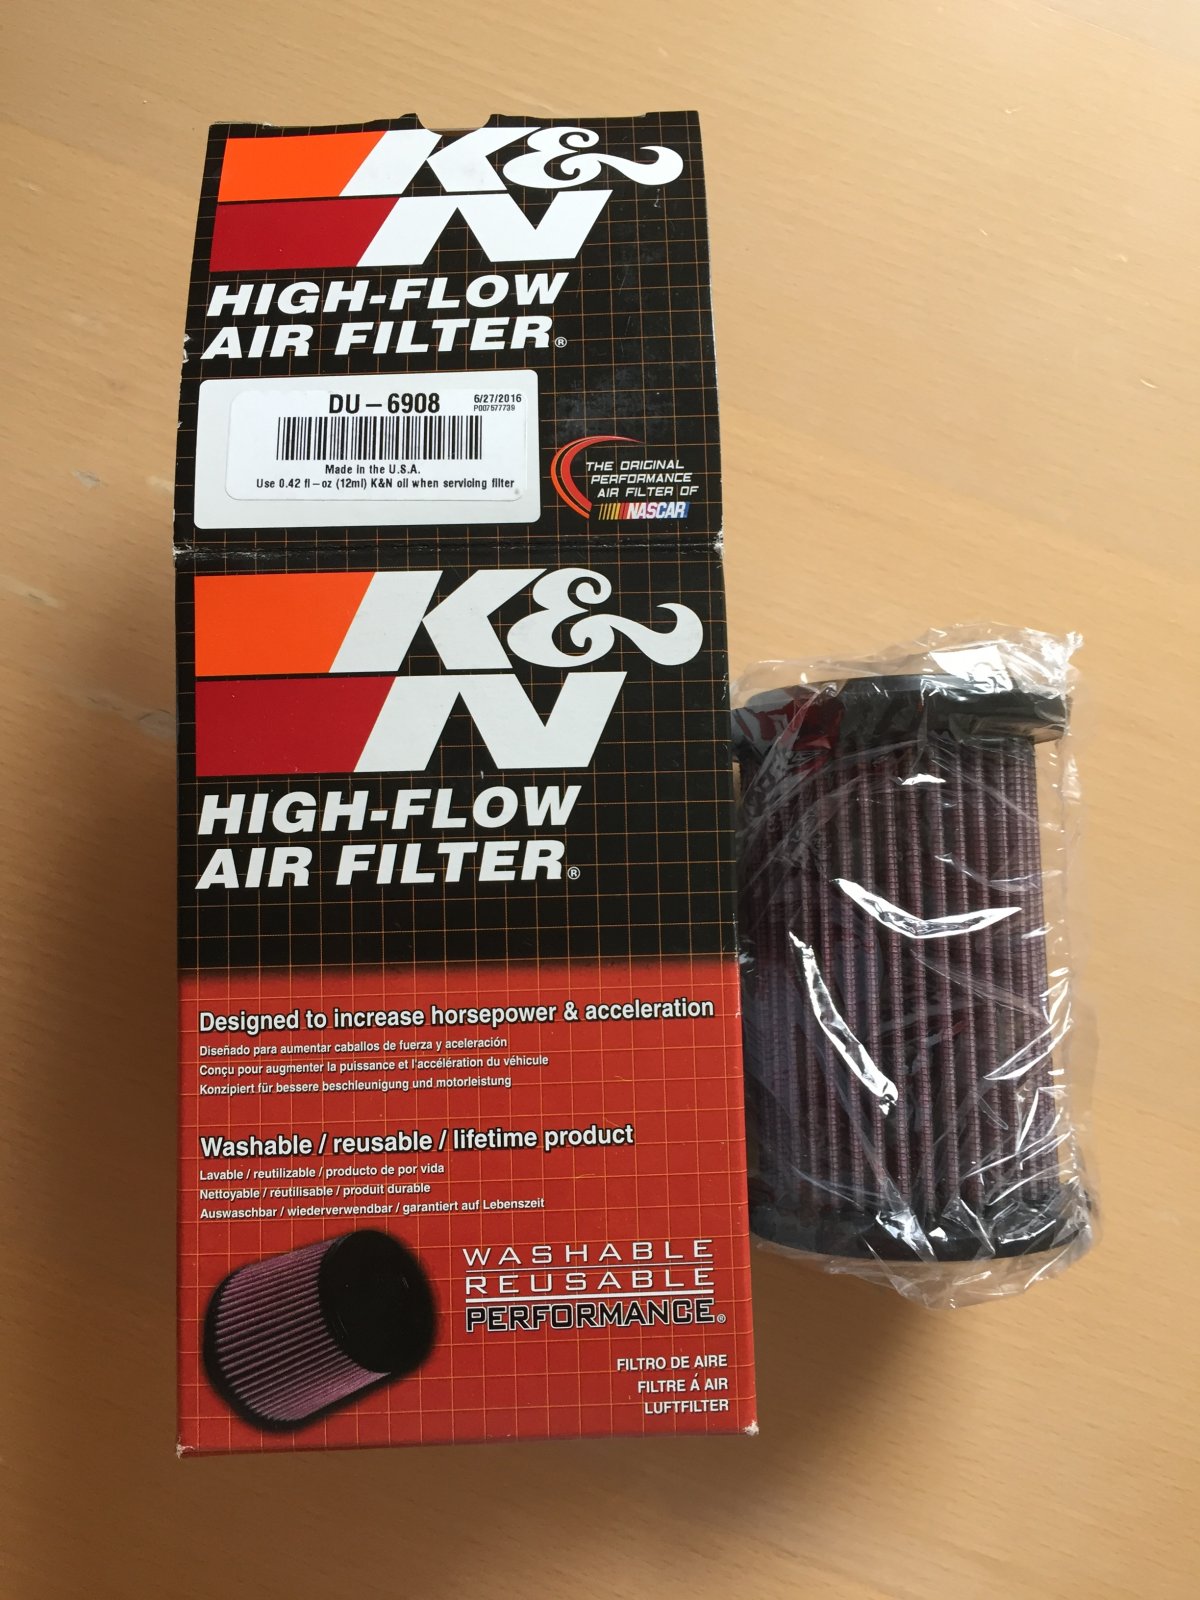 K&N
HIGH-FLOW
AIR FILTER®
DU-6908
6/27/2016
P007577739
Made in the U.S.A.
Use 0.42 fl-oz (12ml) K&N oil when servicing filter
THE ORIGINAL
PERFORMANCE
AIR FILTER OF
NASCAR
K&N
HIGH-FLOW
AIR FILTER®
Designed to increase horsepower & acceleration
Diseñado para aumentar caballos de fuerza y aceleración
Conçu pour augmenter la puissance et l'accélération du véhicule
Konzipiert für bessere beschleunigung und motorleistung
Washable / reusable / lifetime product
Lavable / reutilizable / producto de por vida
Nettoyable / réutilisable / produit durable
Auswaschbar / wiederverwendbar / garantiert auf Lebenszeit
WASHABLE
REUSABLE
PERFORMANCE®
FILTRO DE AIRE
FILTRE Á AIR
LUFTFILTER